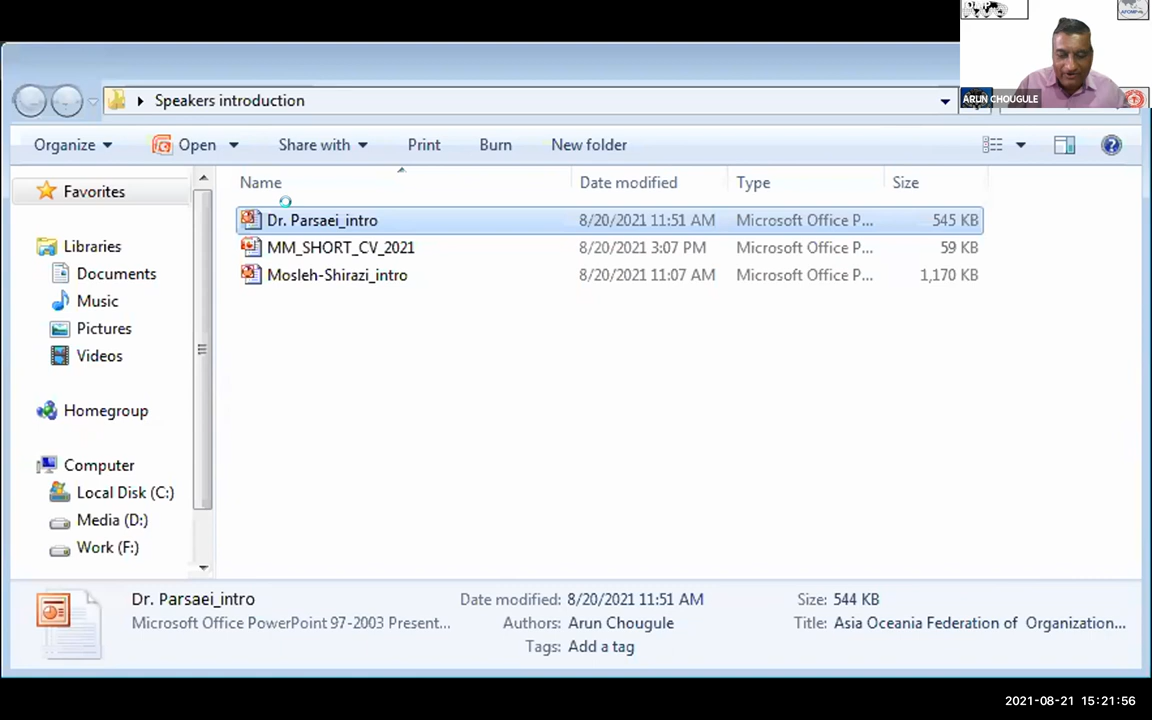 ARUN CHOUGULE
Speakers introduction
Organize Open Share with Print Burn New folder
Favorites
Libraries
Documents
Music
Pictures
Videos
Homegroup
Computer
Local Disk (C:)
Media (D:)
Work (F:)
Name Date modified Type Size
Dr. Parsaei_intro 8/20/2021 11:51 AM Microsoft Office P... 545 KB
MM_SHORT_CV_2021 8/20/2021 3:07 PM Microsoft Office P... 59 KB
Mosleh-Shirazi_intro 8/20/2021 11:07 AM Microsoft Office P... 1,170 KB
Dr. Parsaei_intro Date modified: 8/20/2021 11:51 AM Size: 544 KB
Microsoft Office PowerPoint 97-2003 Present... Authors: Arun Chougule Title: Asia Oceania Federation of Organization...
Tags: Add a tag
2021-08-21 15:21:56